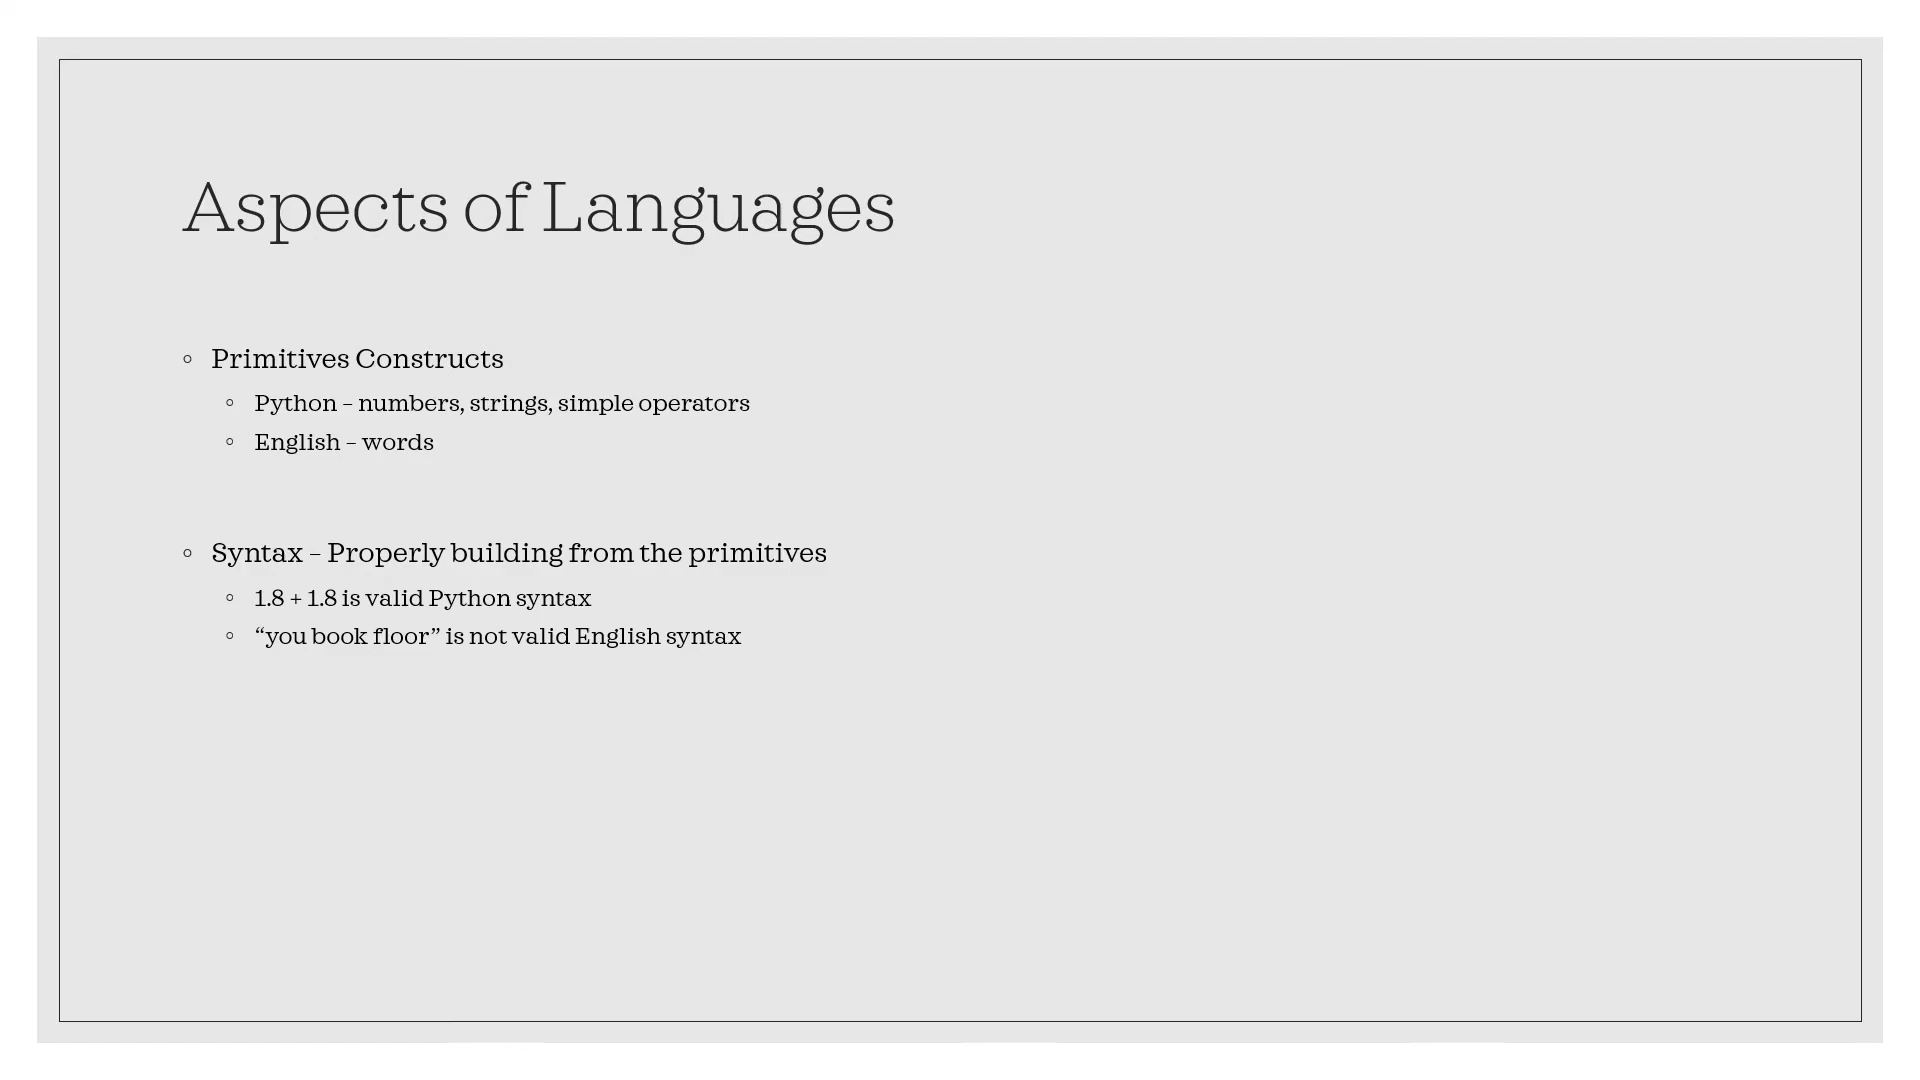 Aspects of Languages
◦ Primitives Constructs
◦ Python – numbers, strings, simple operators
◦ English – words
◦ Syntax – Properly building from the primitives
◦ 1.8 + 1.8 is valid Python syntax
◦ “you book floor” is not valid English syntax